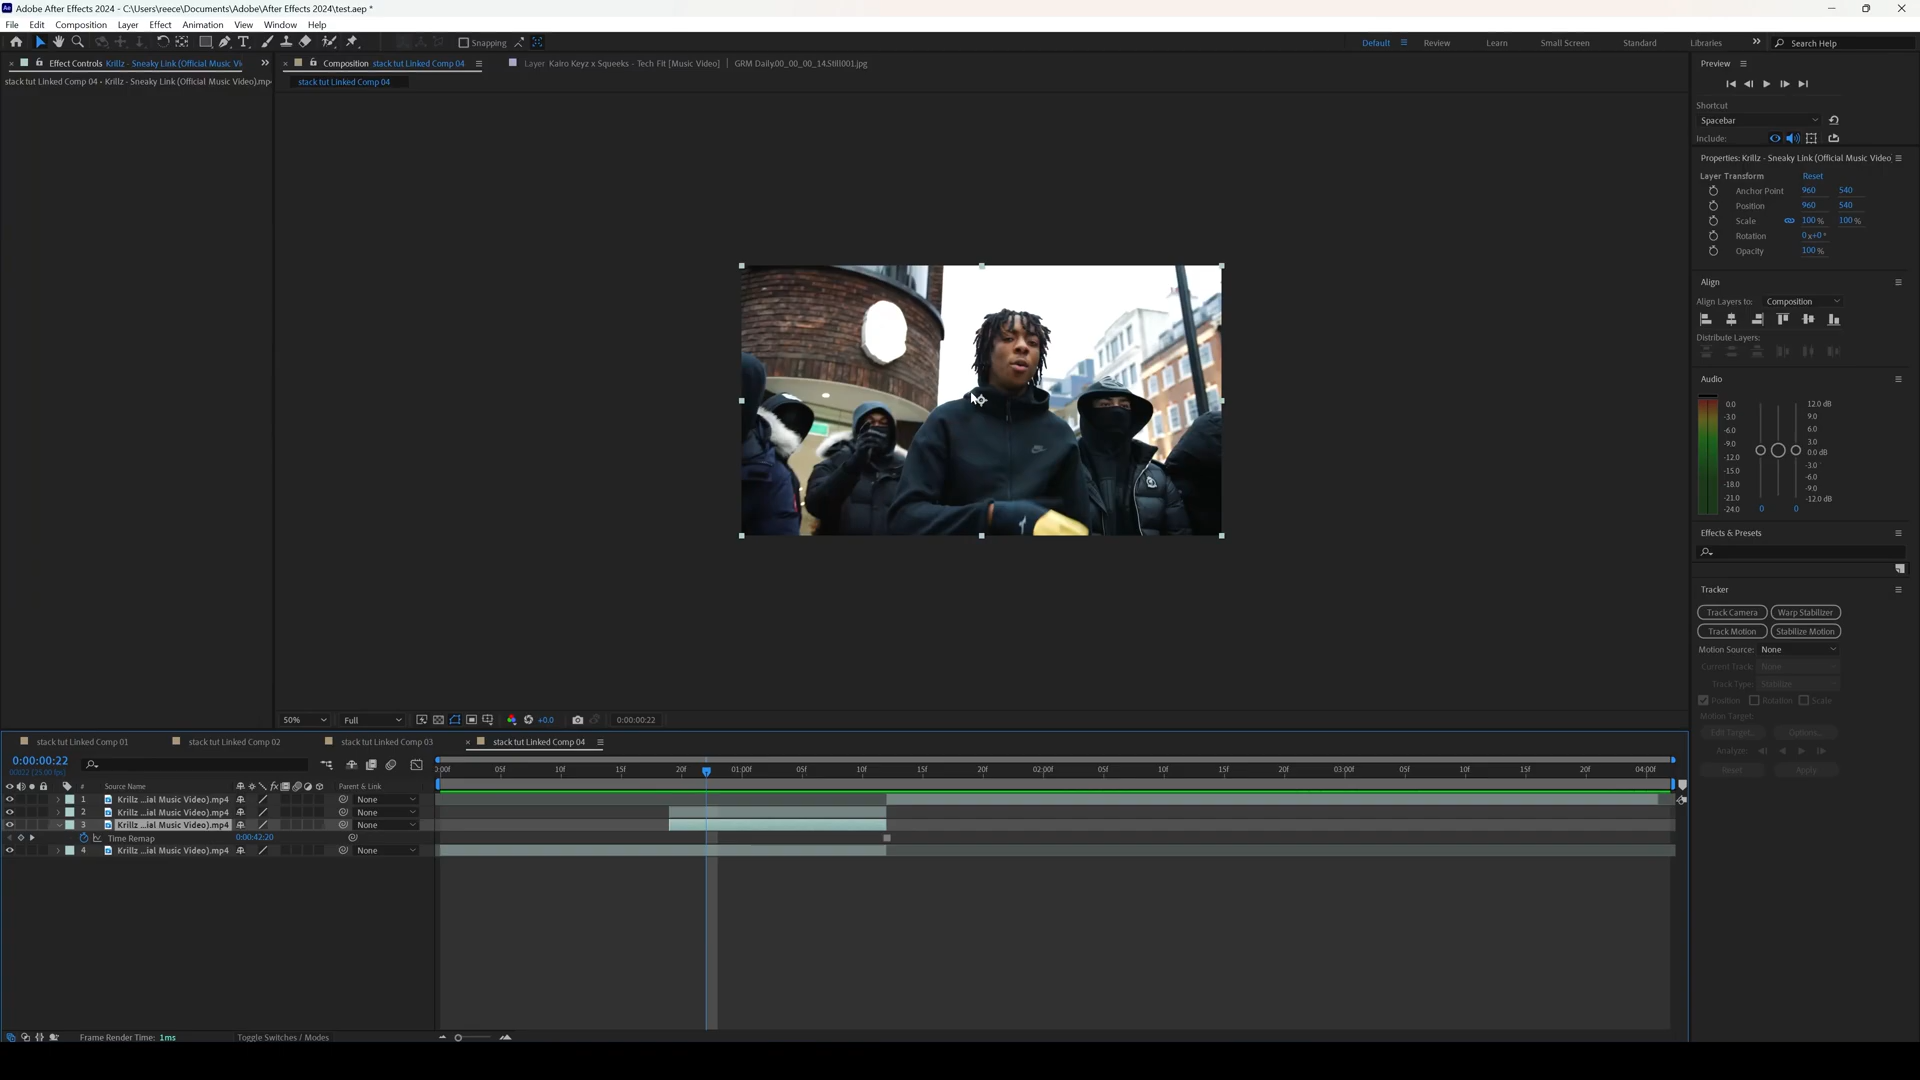 Adobe After Effects 2024 - C:\Users\reece\Documents\Adobe\After Effects 2024\test.aep *
File Edit Composition Layer Effect Animation View Window Help
Snapping
Default Review Learn Small Screen Standard Libraries Search Help
Effect Controls Krillz - Sneaky Link (Official Music Vi
Composition stack tut Linked Comp 04
Layer Kairo Keyz x Squeeks - Tech Fit [Music Video] | GRM Daily.00_00_00_14.Still001.jpg
stack tut Linked Comp 04 • Krillz - Sneaky Link (Official Music Video).mp
stack tut Linked Comp 04
Preview
Shortcut
Spacebar
Include:
Properties: Krillz - Sneaky Link (Official Music Video
Layer Transform Reset
Anchor Point 960 540
Position 960 540
Scale 100 % 100 %
Rotation 0x+0°
Opacity 100 %
Align
Align Layers to: Composition
Distribute Layers:
Audio
0.0 12.0 dB
-3.0 9.0
-6.0 6.0
-9.0 3.0
-12.0 0.0 dB
-15.0 -3.0
-18.0 -6.0
-21.0 -9.0
-24.0 -12.0 dB
0 0
Effects & Presets
Tracker
Track Camera Warp Stabilizer
Track Motion Stabilize Motion
Motion Source: None
Current Track: None
Track Type: Stabilize
Position Rotation Scale
Motion Target:
Edit Target... Options...
Analyze:
Reset Apply
50% Full +0.0 0:00:00:22
stack tut Linked Comp 01 stack tut Linked Comp 02 stack tut Linked Comp 03 stack tut Linked Comp 04
0:00:00:22
00022 (25.00 fps)
:00f 05f 10f 15f 20f 01:00f 05f 10f 15f 20f 02:00f 05f 10f 15f 20f 03:00f 05f 10f 15f 20f 04:00f
# Source Name fx Parent & Link
1 Krillz ...ial Music Video).mp4 None
2 Krillz ...ial Music Video).mp4 None
3 Krillz ...ial Music Video).mp4 None
Time Remap 0:00:42:20
4 Krillz ...ial Music Video).mp4 None
Frame Render Time: 1ms Toggle Switches / Modes